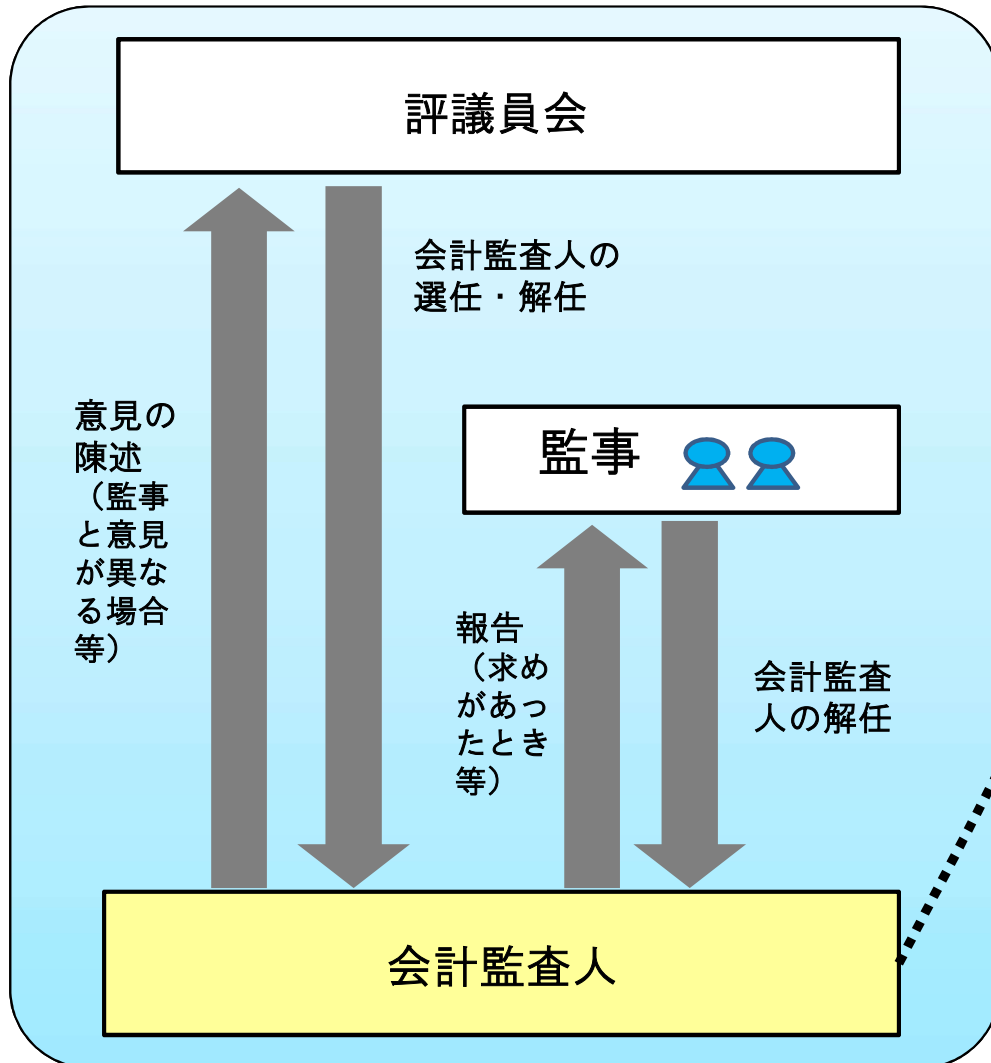 評議員会
会計監査人の
選任・解任
意見の
陳述
（監事
と意見
が異な
る場合
等）
監事
報告
（求め
があっ
たとき
等）
会計監査
人の解任
会計監査人